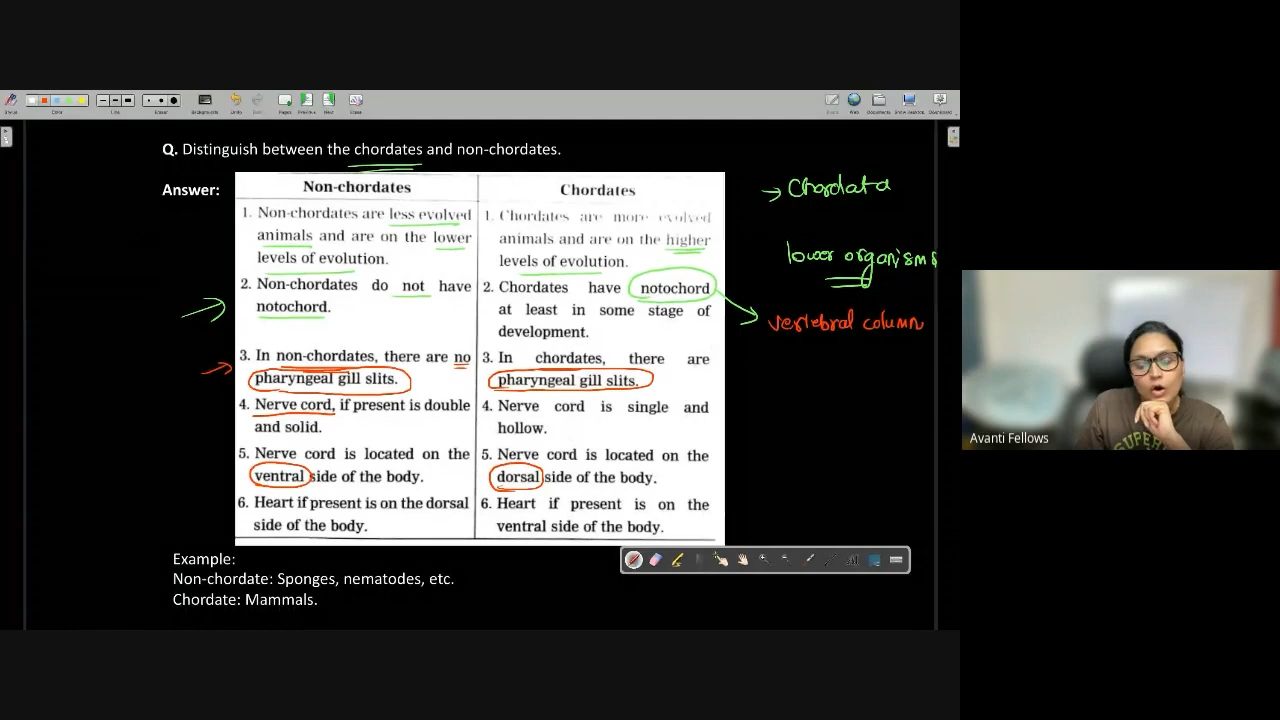 Q. Distinguish between the chordates and non-chordates.
Answer:
Non-chordates
1. Non-chordates are less evolved
animals and are on the lower
levels of evolution.
2. Non-chordates do not have
notochord.
3. In non-chordates, there are no
pharyngeal gill slits.
4. Nerve cord, if present is double
and solid.
5. Nerve cord is located on the
ventral side of the body.
6. Heart if present is on the dorsal
side of the body.
Chordates
1. Chordates are more evolved
animals and are on the higher
levels of evolution.
2. Chordates have notochord
at least in some stage of
development.
3. In chordates, there are
pharyngeal gill slits.
4. Nerve cord is single and
hollow.
5. Nerve cord is located on the
dorsal side of the body.
6. Heart if present is on the
ventral side of the body.
→ Chordata
lower organisms
vertebral column
Example:
Non-chordate: Sponges, nematodes, etc.
Chordate: Mammals.
Avanti Fellows